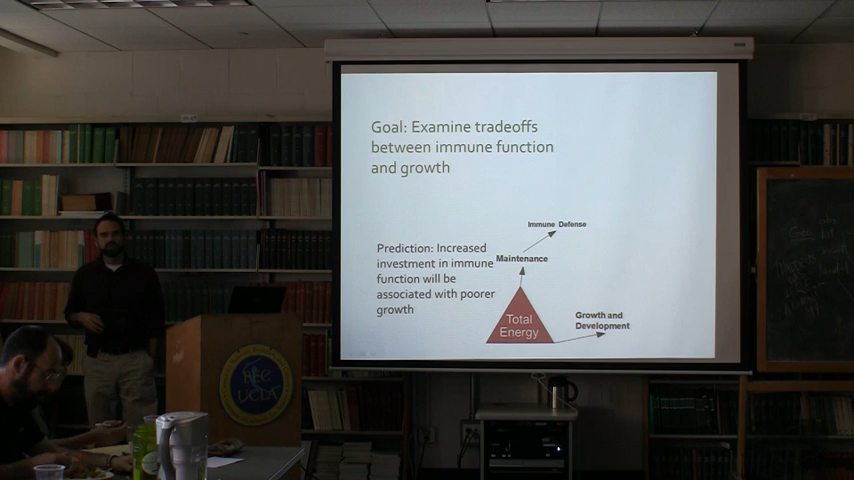 Goal: Examine tradeoffs
between immune function
and growth
Immune Defense
Prediction: Increased
investment in immune
function will be
associated with poorer
growth
Maintenance
Growth and
Development
Total
Energy
BEC
UCLA